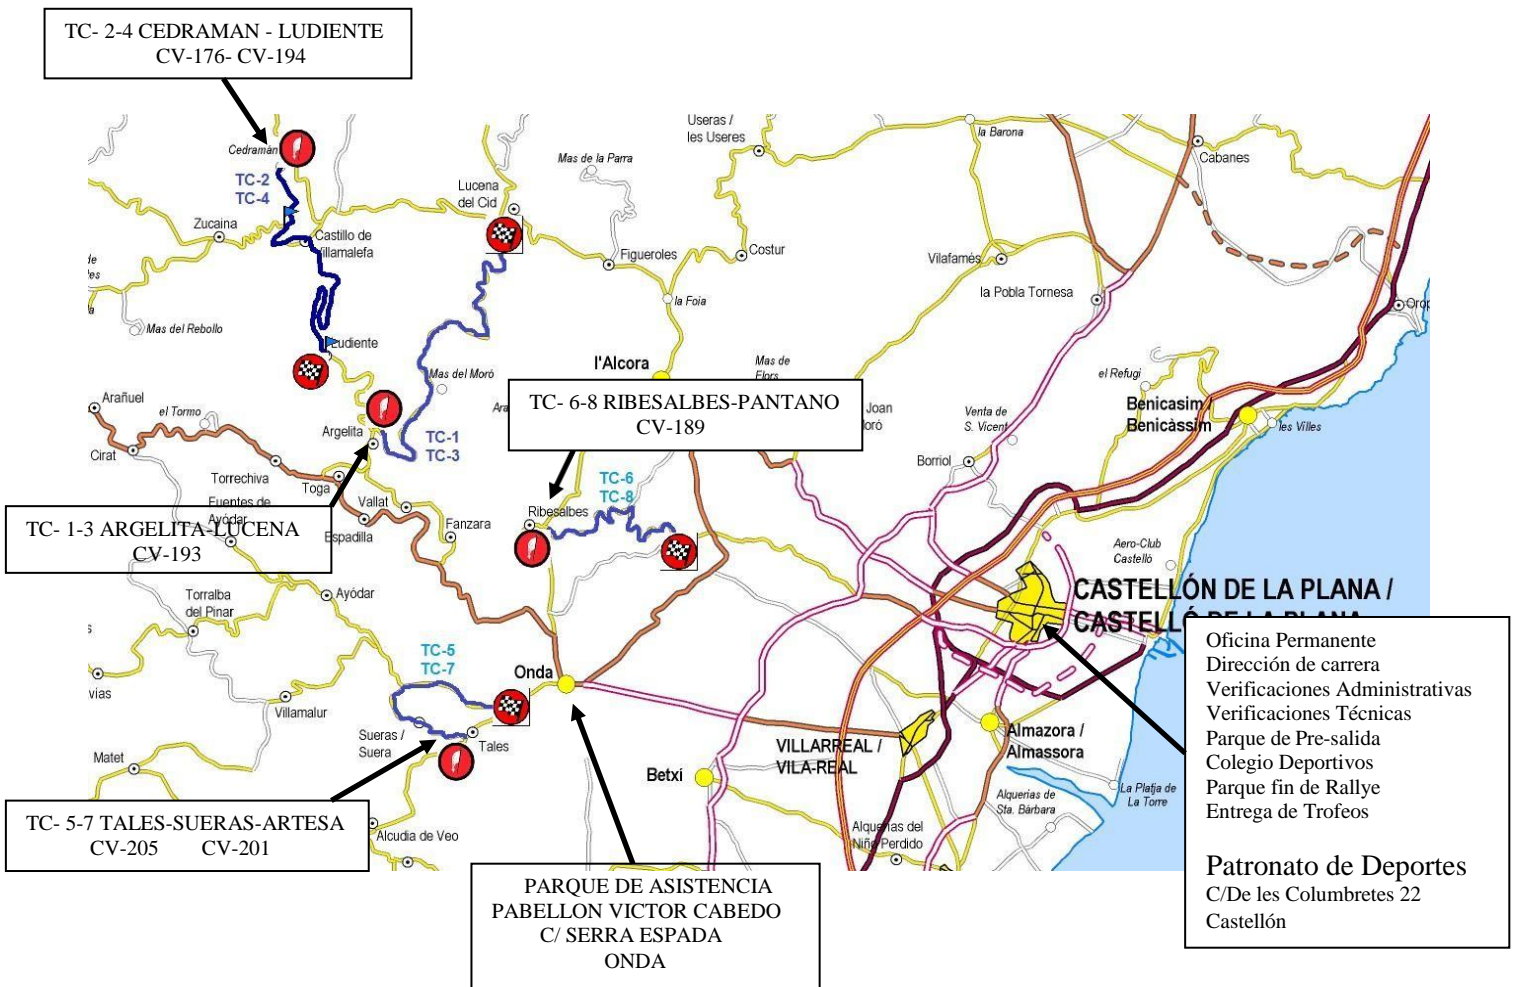 TC- 2-4 CEDRAMAN - LUDIENTE
CV-176- CV-194
Cedramán
TC-2
TC-4
Zucaina
Castillo de
Villamalefa
Lucena
del Cid
Mas de la Parra
Useras /
les Useres
la Barona
Cabanes
Figueroles
Costur
Vilafamés
la Foia
la Pobla Tornesa
Mas del Rebollo
Ludiente
l'Alcora
Mas de
Flors
el Refugi
Mas del Moró
Arañuel
el Tormo
Argelita
Cirat
TC-1
TC-3
TC- 6-8 RIBESALBES-PANTANO
CV-189
Joan
Venta de
S. Vicent
Benicasim /
Benicàssim
les Villes
Borriol
Torrechiva
Toga
Vallat
Fuentes de
Ayódar
Espadilla
Fanzara
Ribesalbes
TC-6
TC-8
TC- 1-3 ARGELITA-LUCENA
CV-193
Aero-Club
Castelló
Torralba
del Pinar
Ayódar
CASTELLÓN DE LA PLANA /
CASTELLÓ DE LA PLANA
TC-5
TC-7
Onda
Villamalur
Sueras /
Suera
Tales
Matet
VILLARREAL /
VILA-REAL
Almazora /
Almassora
Betxí
Alquerias de
Sta. Bárbara
La Platja de
La Torre
Alquerias del
Niño Perdido
Alcudia de Veo
TC- 5-7 TALES-SUERAS-ARTESA
CV-205 CV-201
PARQUE DE ASISTENCIA
PABELLON VICTOR CABEDO
C/ SERRA ESPADA
ONDA
Oficina Permanente
Dirección de carrera
Verificaciones Administrativas
Verificaciones Técnicas
Parque de Pre-salida
Colegio Deportivos
Parque fin de Rallye
Entrega de Trofeos
Patronato de Deportes
C/De les Columbretes 22
Castellón